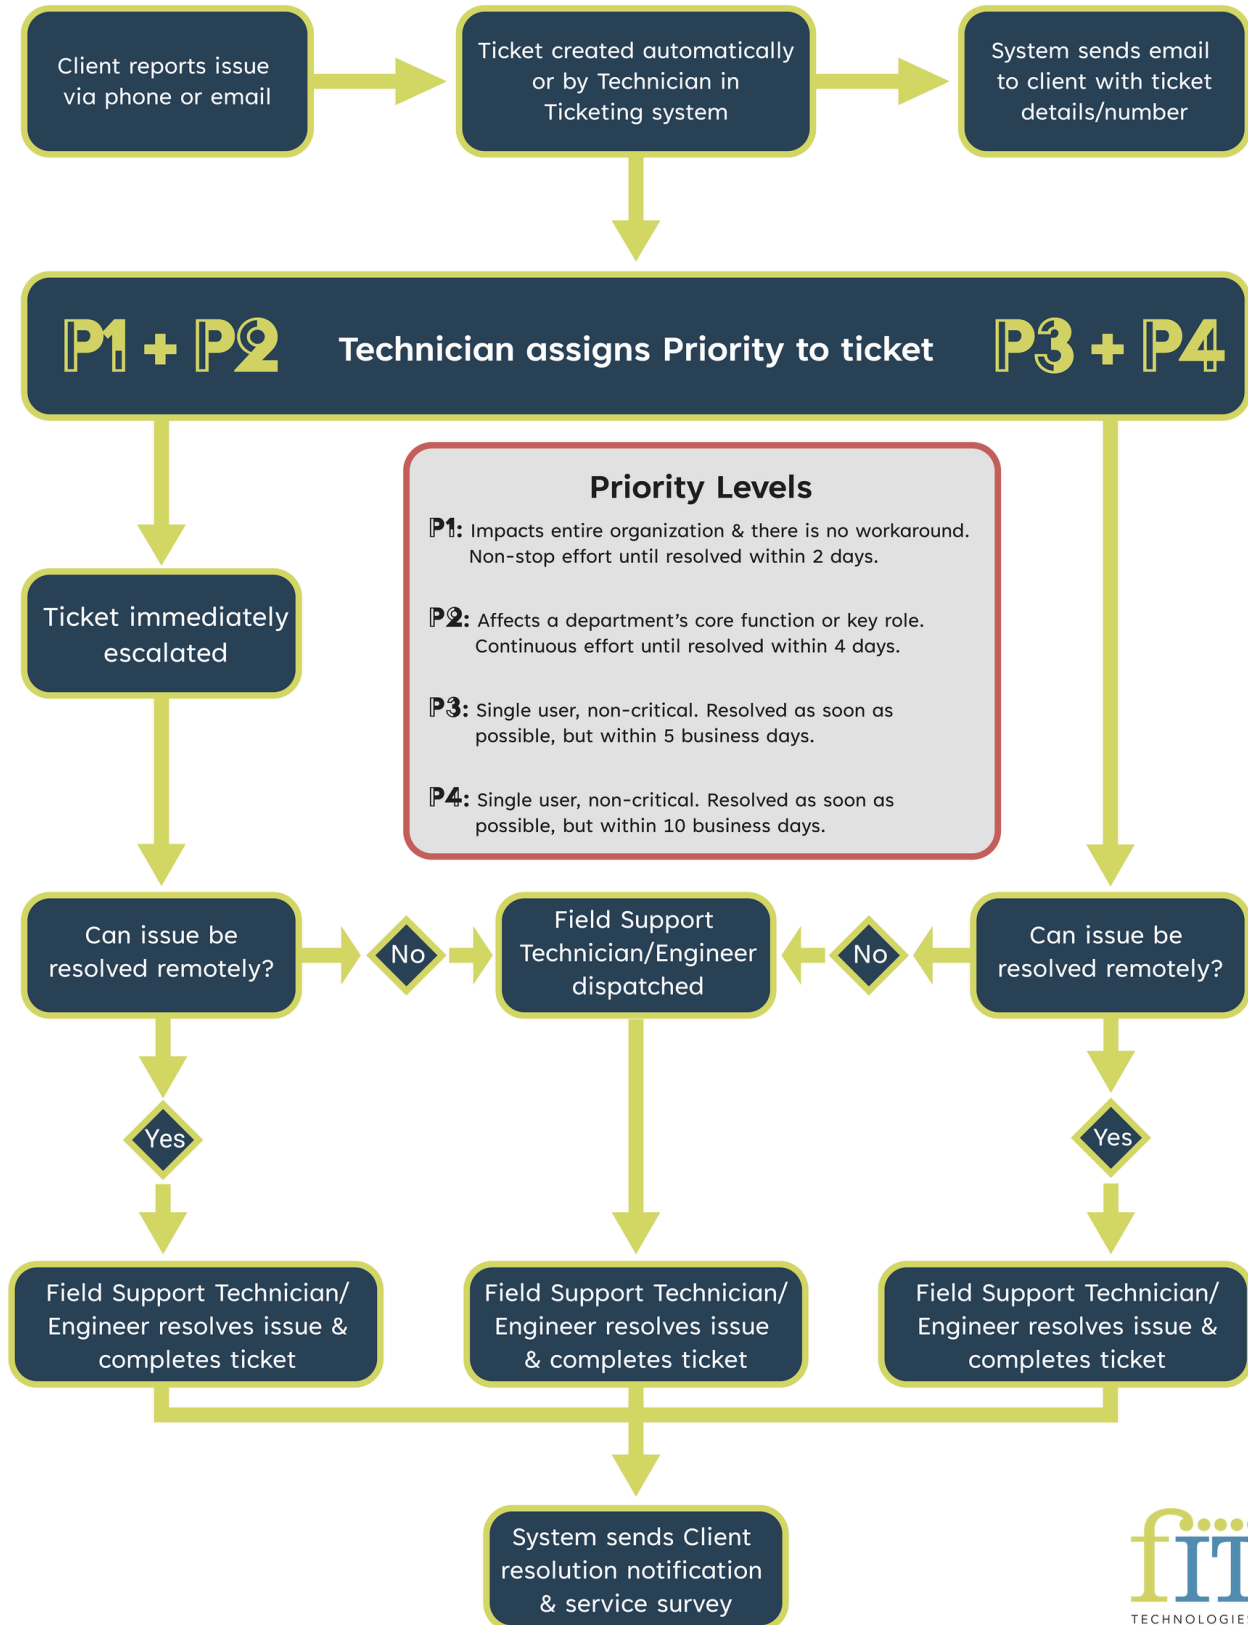 Client reports issue
via phone or email
Ticket created automatically
or by Technician in
Ticketing system
System sends email
to client with ticket
details/number
P1 + P2
Technician assigns Priority to ticket
P3 + P4
Priority Levels
P1: Impacts entire organization & there is no workaround.
Non-stop effort until resolved within 2 days.
P2: Affects a department's core function or key role.
Continuous effort until resolved within 4 days.
P3: Single user, non-critical. Resolved as soon as
possible, but within 5 business days.
P4: Single user, non-critical. Resolved as soon as
possible, but within 10 business days.
Ticket immediately
escalated
Can issue be
resolved remotely?
No
Field Support
Technician/Engineer
dispatched
No
Can issue be
resolved remotely?
Yes
Yes
Field Support Technician/
Engineer resolves issue &
completes ticket
Field Support Technician/
Engineer resolves issue
& completes ticket
Field Support Technician/
Engineer resolves issue &
completes ticket
System sends Client
resolution notification
& service survey
fIT
TECHNOLOGIES